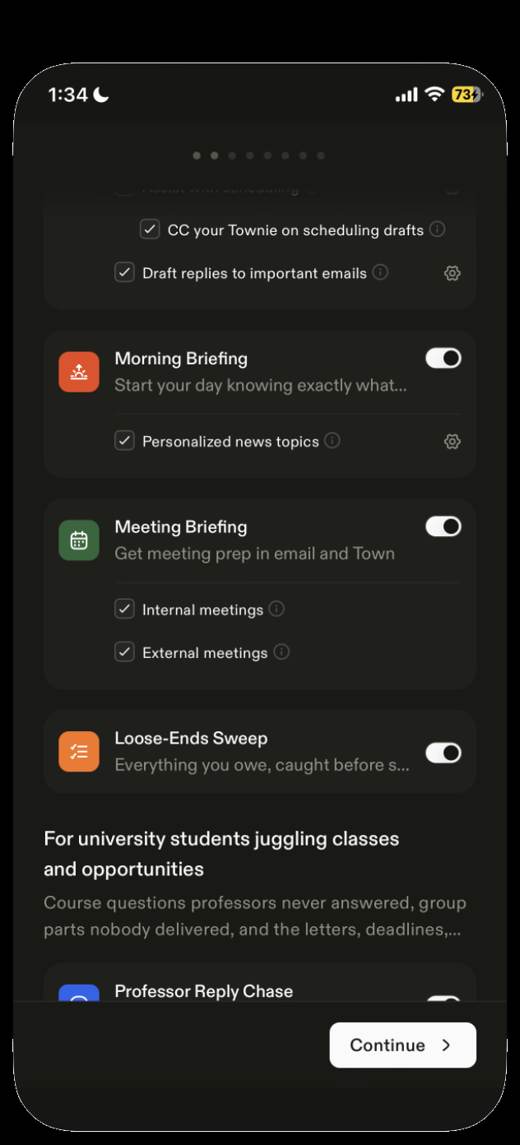 1:34
73
Assist with scheduling
CC your Townie on scheduling drafts
Draft replies to important emails
Morning Briefing
Start your day knowing exactly what...
Personalized news topics
Meeting Briefing
Get meeting prep in email and Town
Internal meetings
External meetings
Loose-Ends Sweep
Everything you owe, caught before s...
For university students juggling classes
and opportunities
Course questions professors never answered, group
parts nobody delivered, and the letters, deadlines,...
Professor Reply Chase
Continue